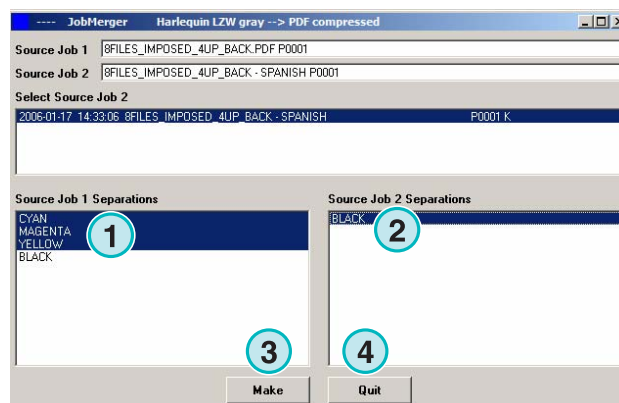 ---- JobMerger Harlequin LZW gray --> PDF compressed
Source Job 1 8FILES_IMPOSED_4UP_BACK.PDF P0001
Source Job 2 8FILES_IMPOSED_4UP_BACK - SPANISH P0001
Select Source Job 2
2006-01-17 14:33:06 8FILES_IMPOSED_4UP_BACK - SPANISH P0001 K
Source Job 1 Separations
CYAN
MAGENTA
YELLOW
BLACK
1
Source Job 2 Separations
BLACK
2
3
4
Make
Quit